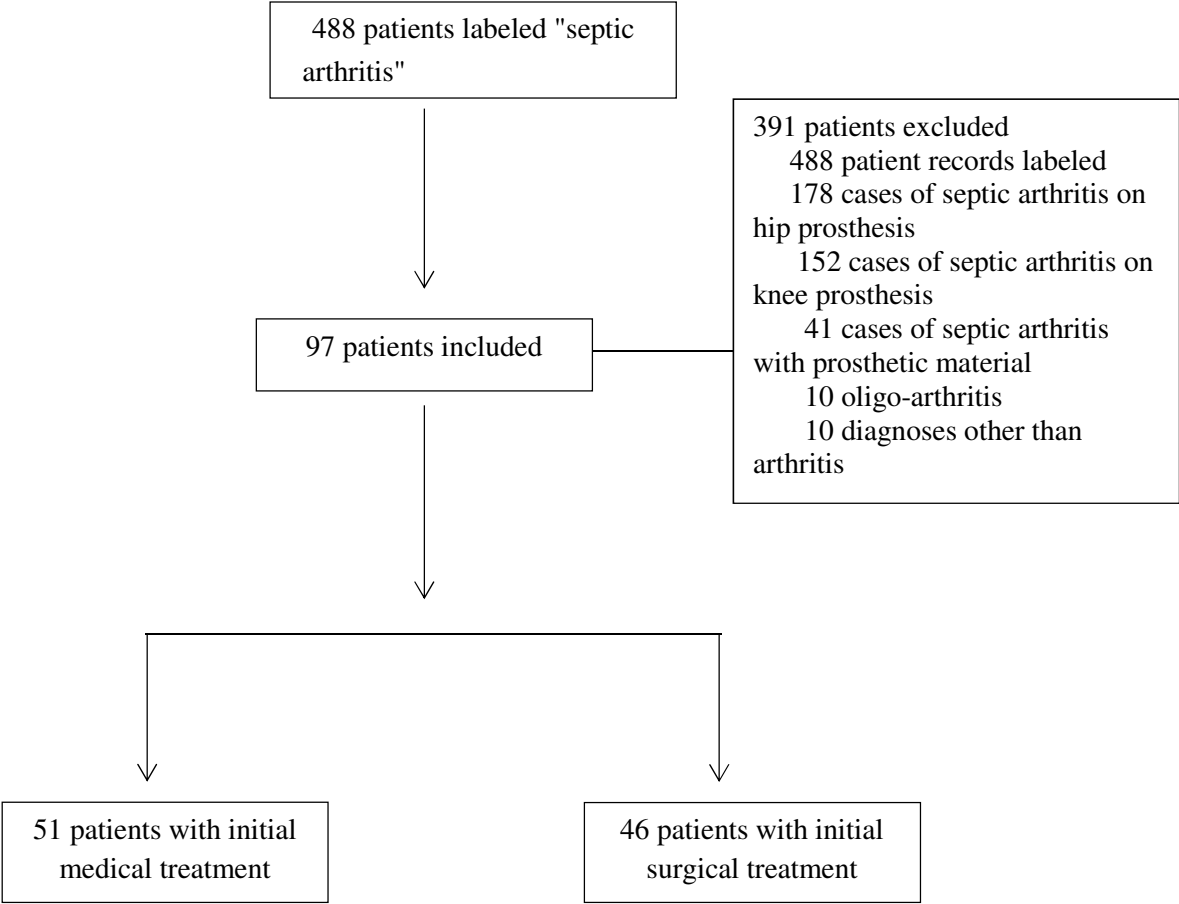 488 patients labeled "septic
arthritis"
391 patients excluded
488 patient records labeled
178 cases of septic arthritis on
hip prosthesis
152 cases of septic arthritis on
knee prosthesis
41 cases of septic arthritis
with prosthetic material
10 oligo-arthritis
10 diagnoses other than
arthritis
97 patients included
51 patients with initial
medical treatment
46 patients with initial
surgical treatment